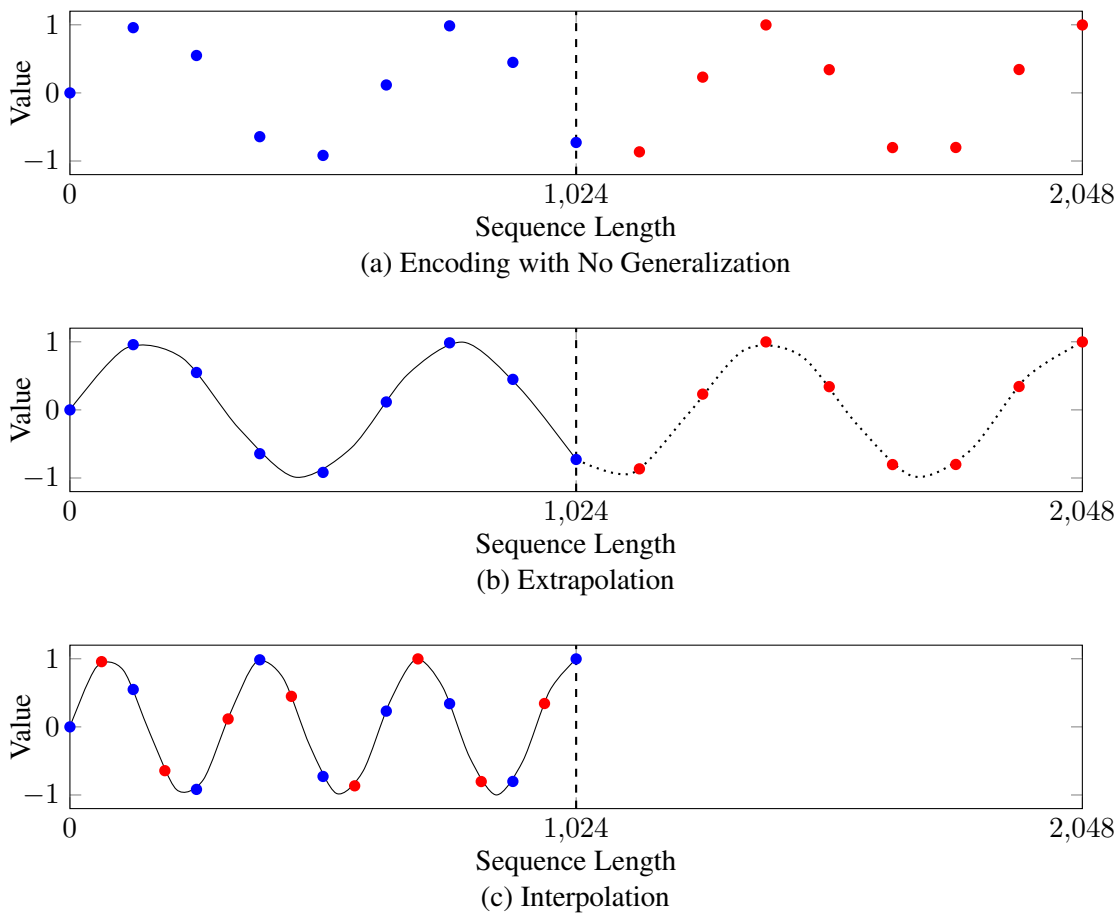 1
0
−1
Value
0
1,024
2,048
Sequence Length
(a) Encoding with No Generalization
1
0
−1
Value
0
1,024
2,048
Sequence Length
(b) Extrapolation
1
0
−1
Value
0
1,024
2,048
Sequence Length
(c) Interpolation